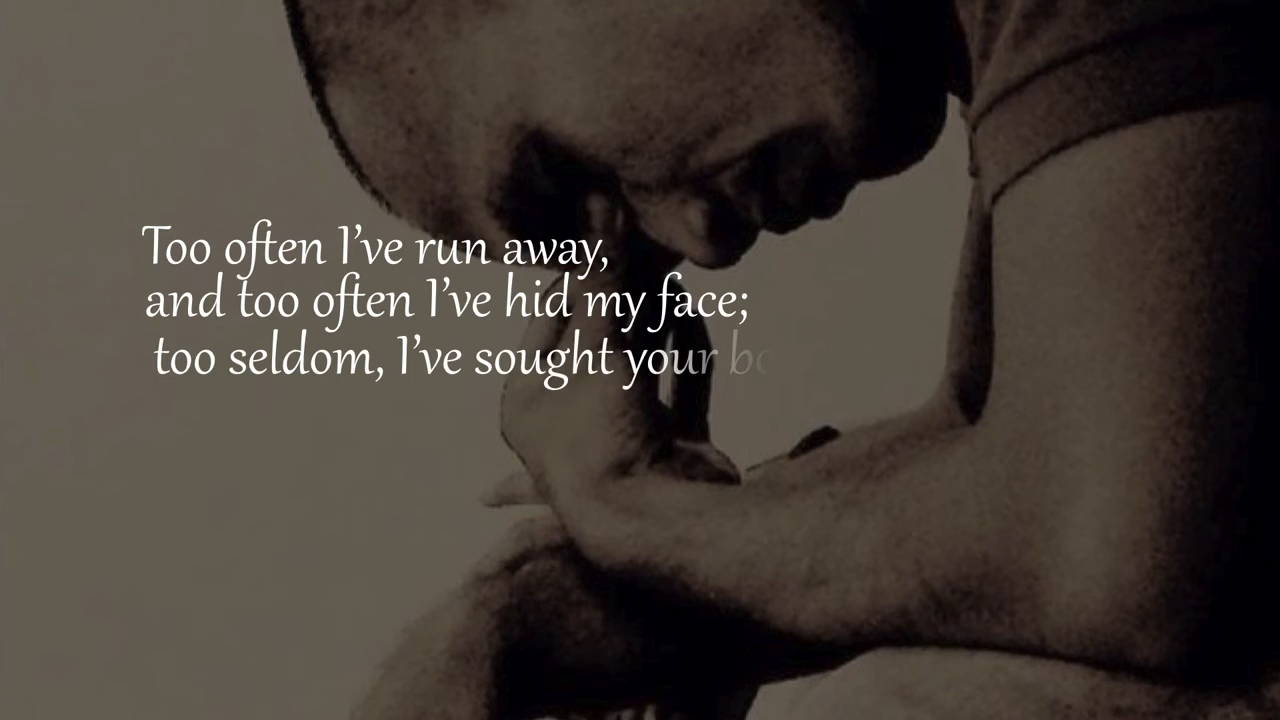 Too often I've run away,
and too often I've hid my face;
too seldom, I've sought your